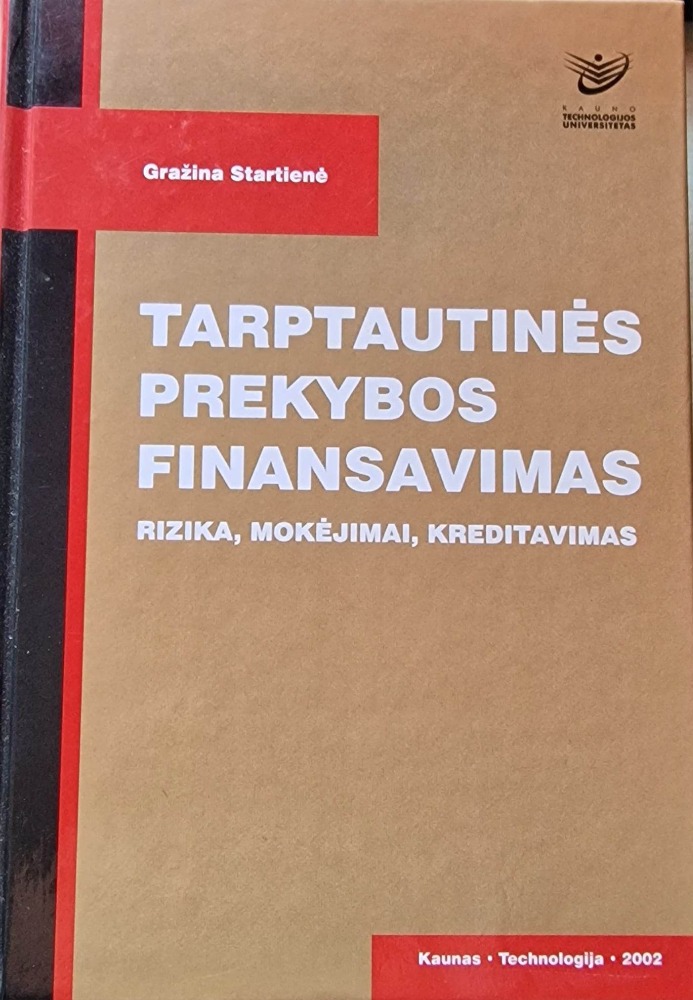 KAUNO
TECHNOLOGIJOS
UNIVERSITETAS
Gražina Startienė
TARPTAUTINĖS
PREKYBOS
FINANSAVIMAS
RIZIKA, MOKĖJIMAI, KREDITAVIMAS
Kaunas • Technologija • 2002